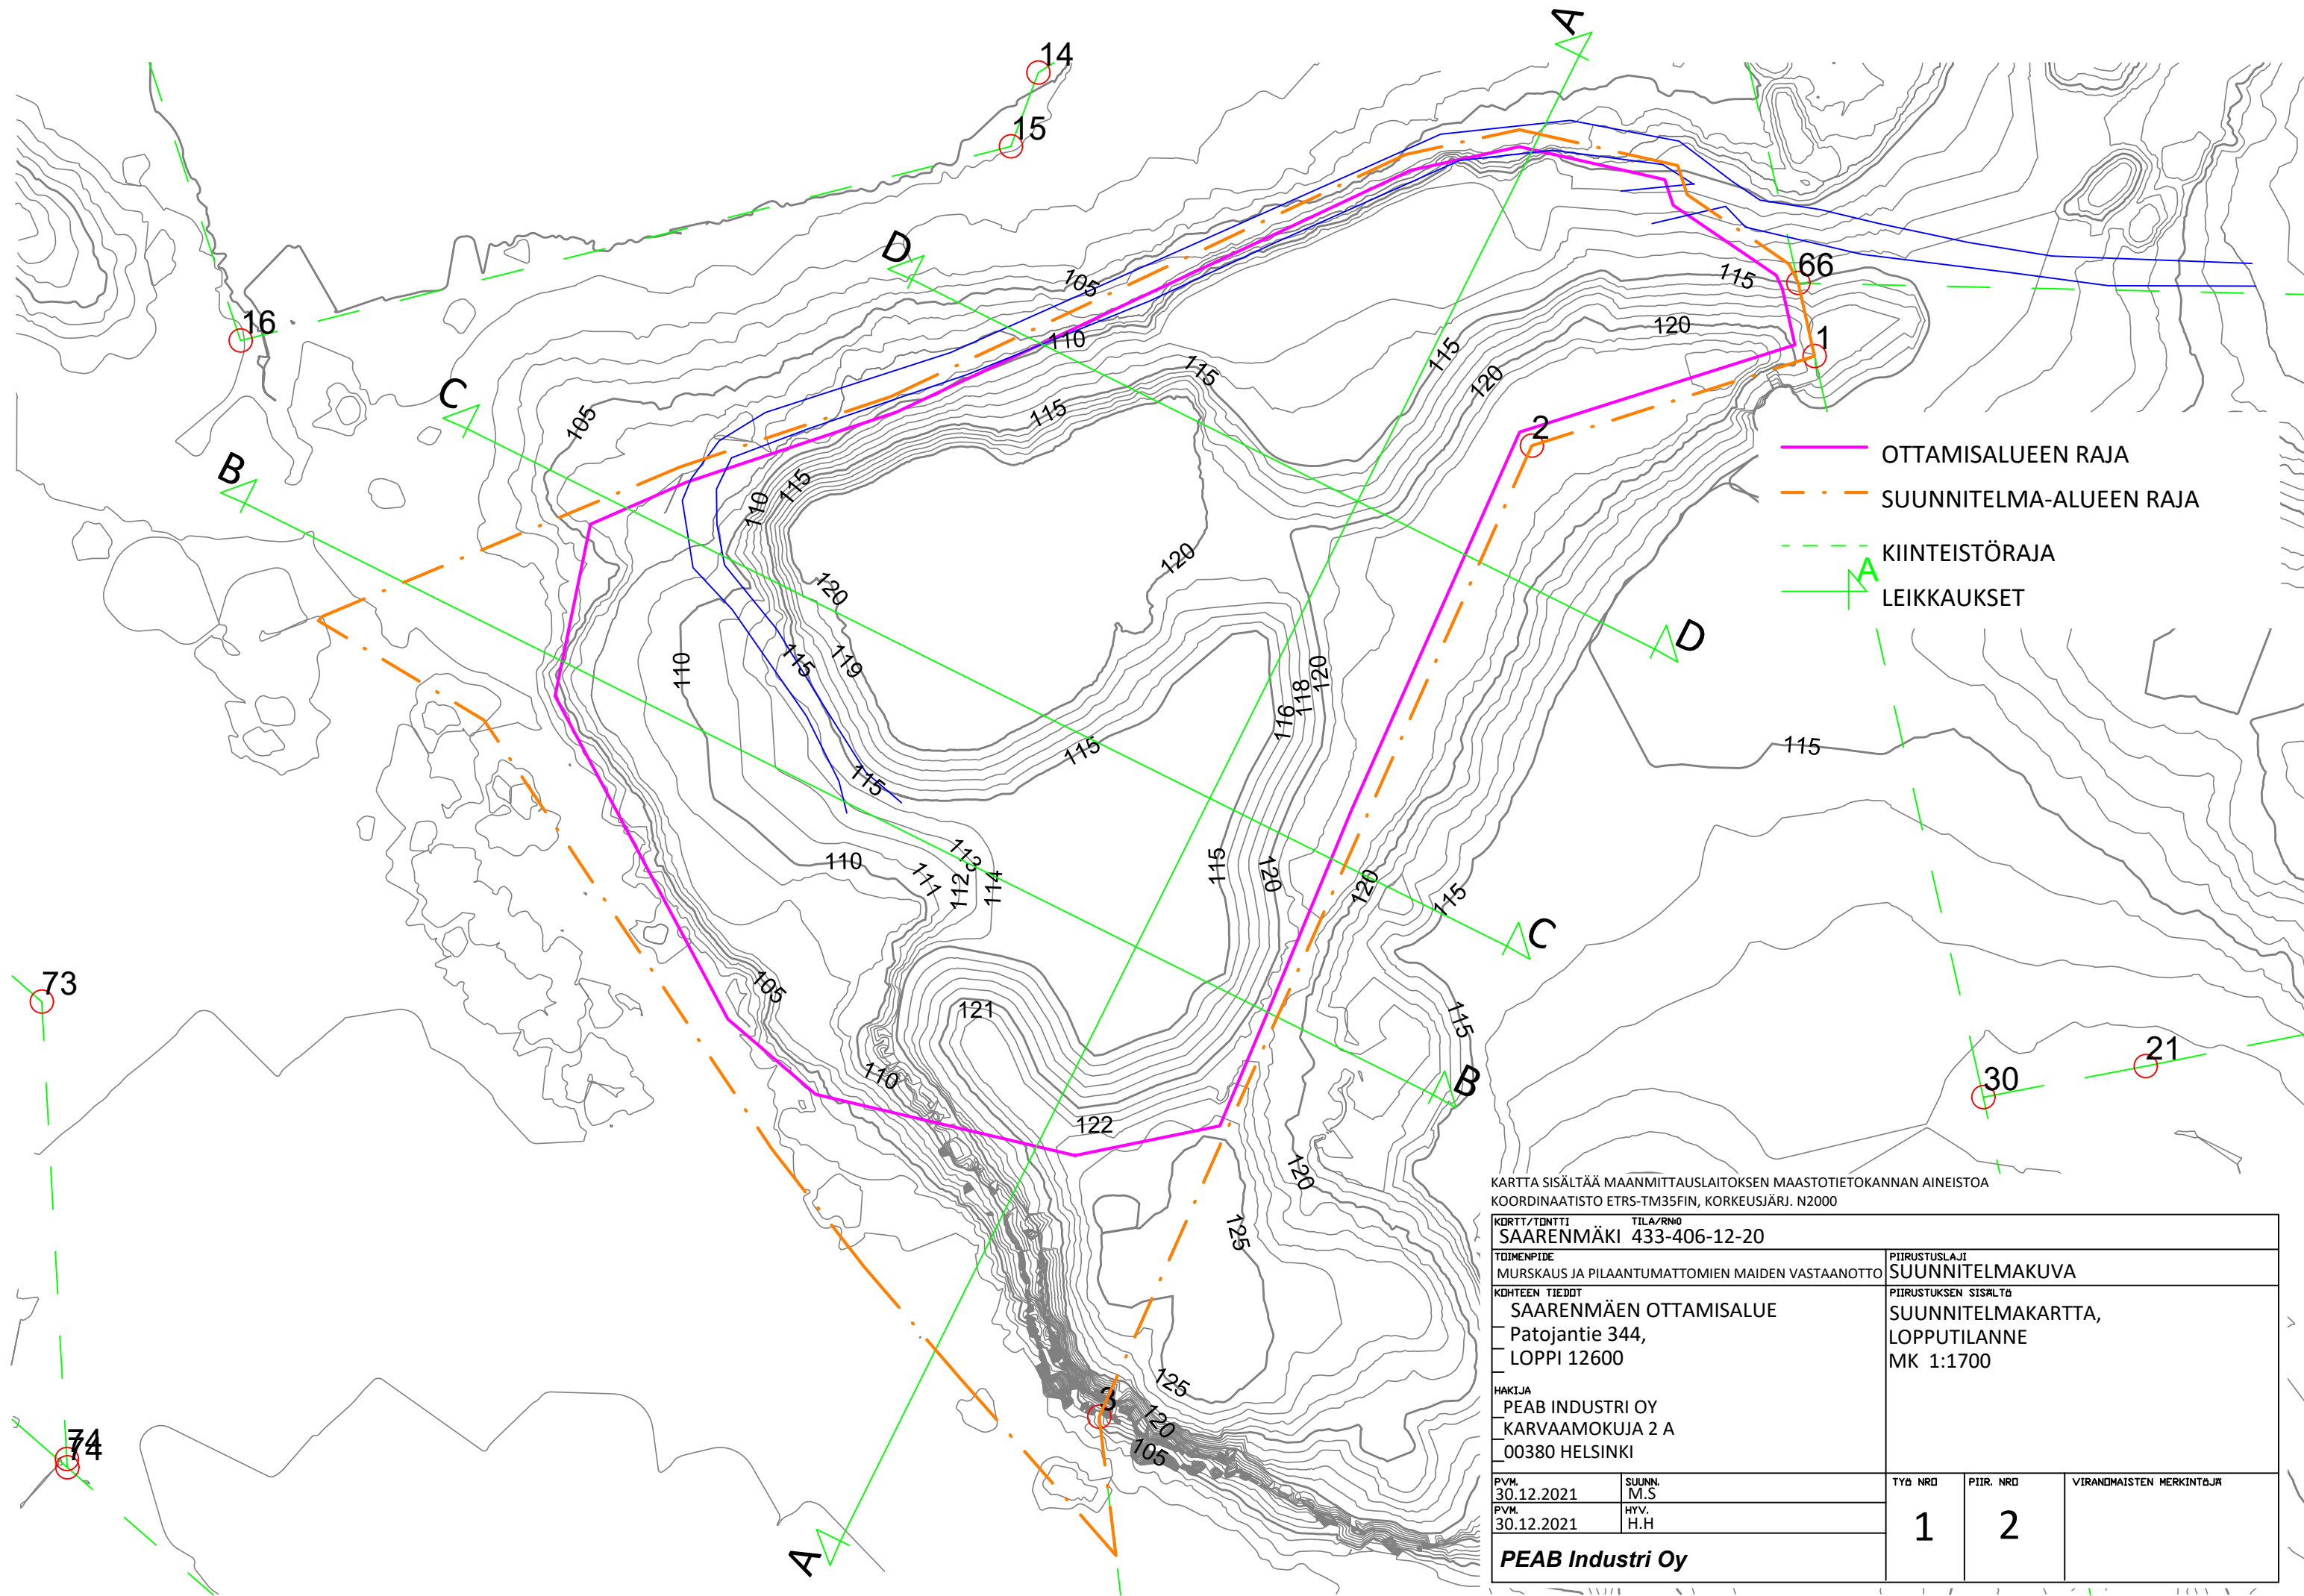 A
14
15
D
105
66
115
16
110
120
1
115
C
115
120
105
115
2
B
OTTAMISALUEEN RAJA
115
110
SUUNNITELMA-ALUEEN RAJA
120
KIINTEISTÖRAJA
A
120
LEIKKAUKSET
D
110
115
119
120
118
116
115
115
115
110
113
111
112
114
115
120
120
115
C
73
105
121
115
110
21
30
B
122
120
125
KARTTA SISÄLTÄÄ MAANMITTAUSLAITOKSEN MAASTOTIETOKANNAN AINEISTOA
KOORDINAATISTO ETRS-TM35FIN, KORKEUSJÄRJ. N2000
KORTT/TONTTI TILA/RN:O
SAARENMÄKI 433-406-12-20
TOIMENPIDE
MURSKAUS JA PILAANTUMATTOMIEN MAIDEN VASTAANOTTO
PIIRUSTUSLAJI
SUUNNITELMAKUVA
KOHTEEN TIEDOT
SAARENMÄEN OTTAMISALUE
Patojantie 344,
LOPPI 12600
PIIRUSTUKSEN SISÄLTÖ
SUUNNITELMAKARTTA,
LOPPUTILANNE
MK 1:1700
HAKIJA
PEAB INDUSTRI OY
KARVAAMOKUJA 2 A
00380 HELSINKI
125
3
120
105
74
74
A
PVM.
30.12.2021
SUUNN.
M.S
PVM.
30.12.2021
HYV.
H.H
TYÖ NRO
1
PIIR. NRO
2
VIRANOMAISTEN MERKINTÖJÄ
PEAB Industri Oy